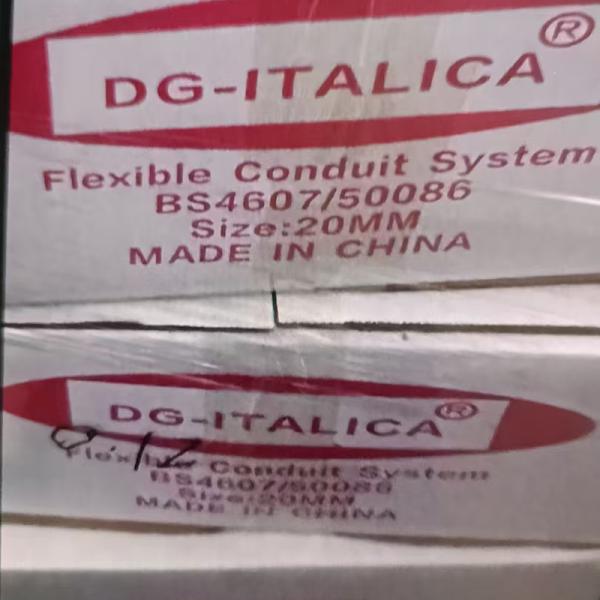 DG-ITALICA®
Flexible Conduit System
BS4607/50086
Size:20MM
MADE IN CHINA
DG-ITALICA®
Flexible Conduit System
BS4607/50086
Size:20MM
MADE IN CHINA